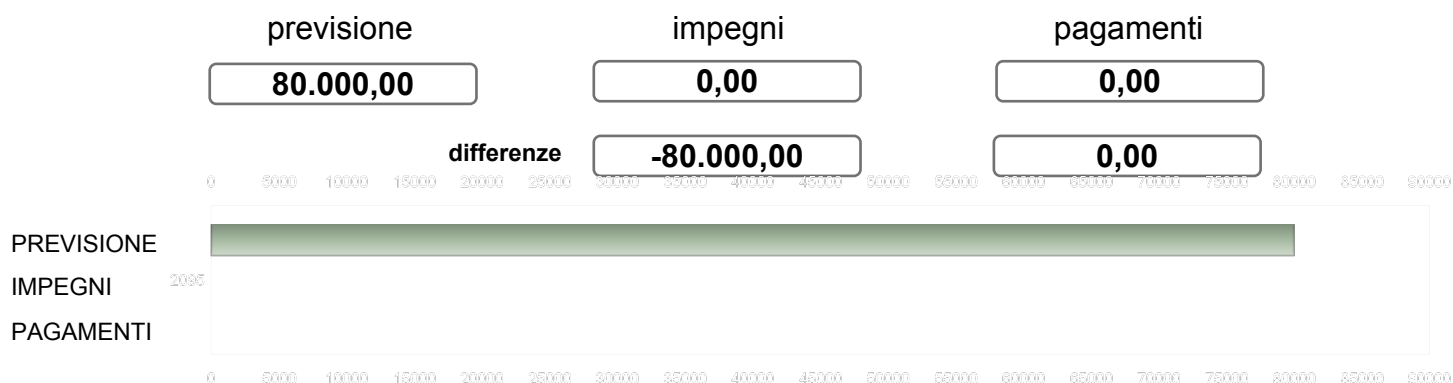 previsione impegni pagamenti
80.000,00 0,00 0,00
differenze -80.000,00 0,00
0 5000 10000 15000 20000 25000 30000 35000 40000 45000 50000 55000 60000 65000 70000 75000 80000 85000 90000
PREVISIONE
2095
IMPEGNI
PAGAMENTI
0 5000 10000 15000 20000 25000 30000 35000 40000 45000 50000 55000 60000 65000 70000 75000 80000 85000 90000